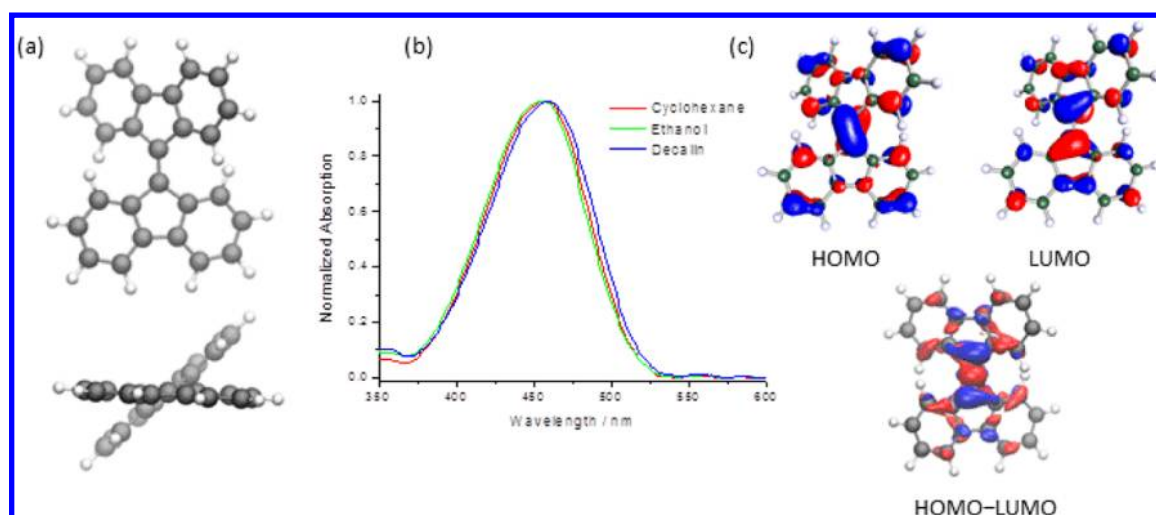 (a)
(b)
(c)
Normalized Absorption
1.0
0.8
0.6
0.4
0.2
0.0
Cyclohexane
Ethanol
Decalin
350
400
450
500
550
600
Wavelength / nm
HOMO
LUMO
HOMO−LUMO